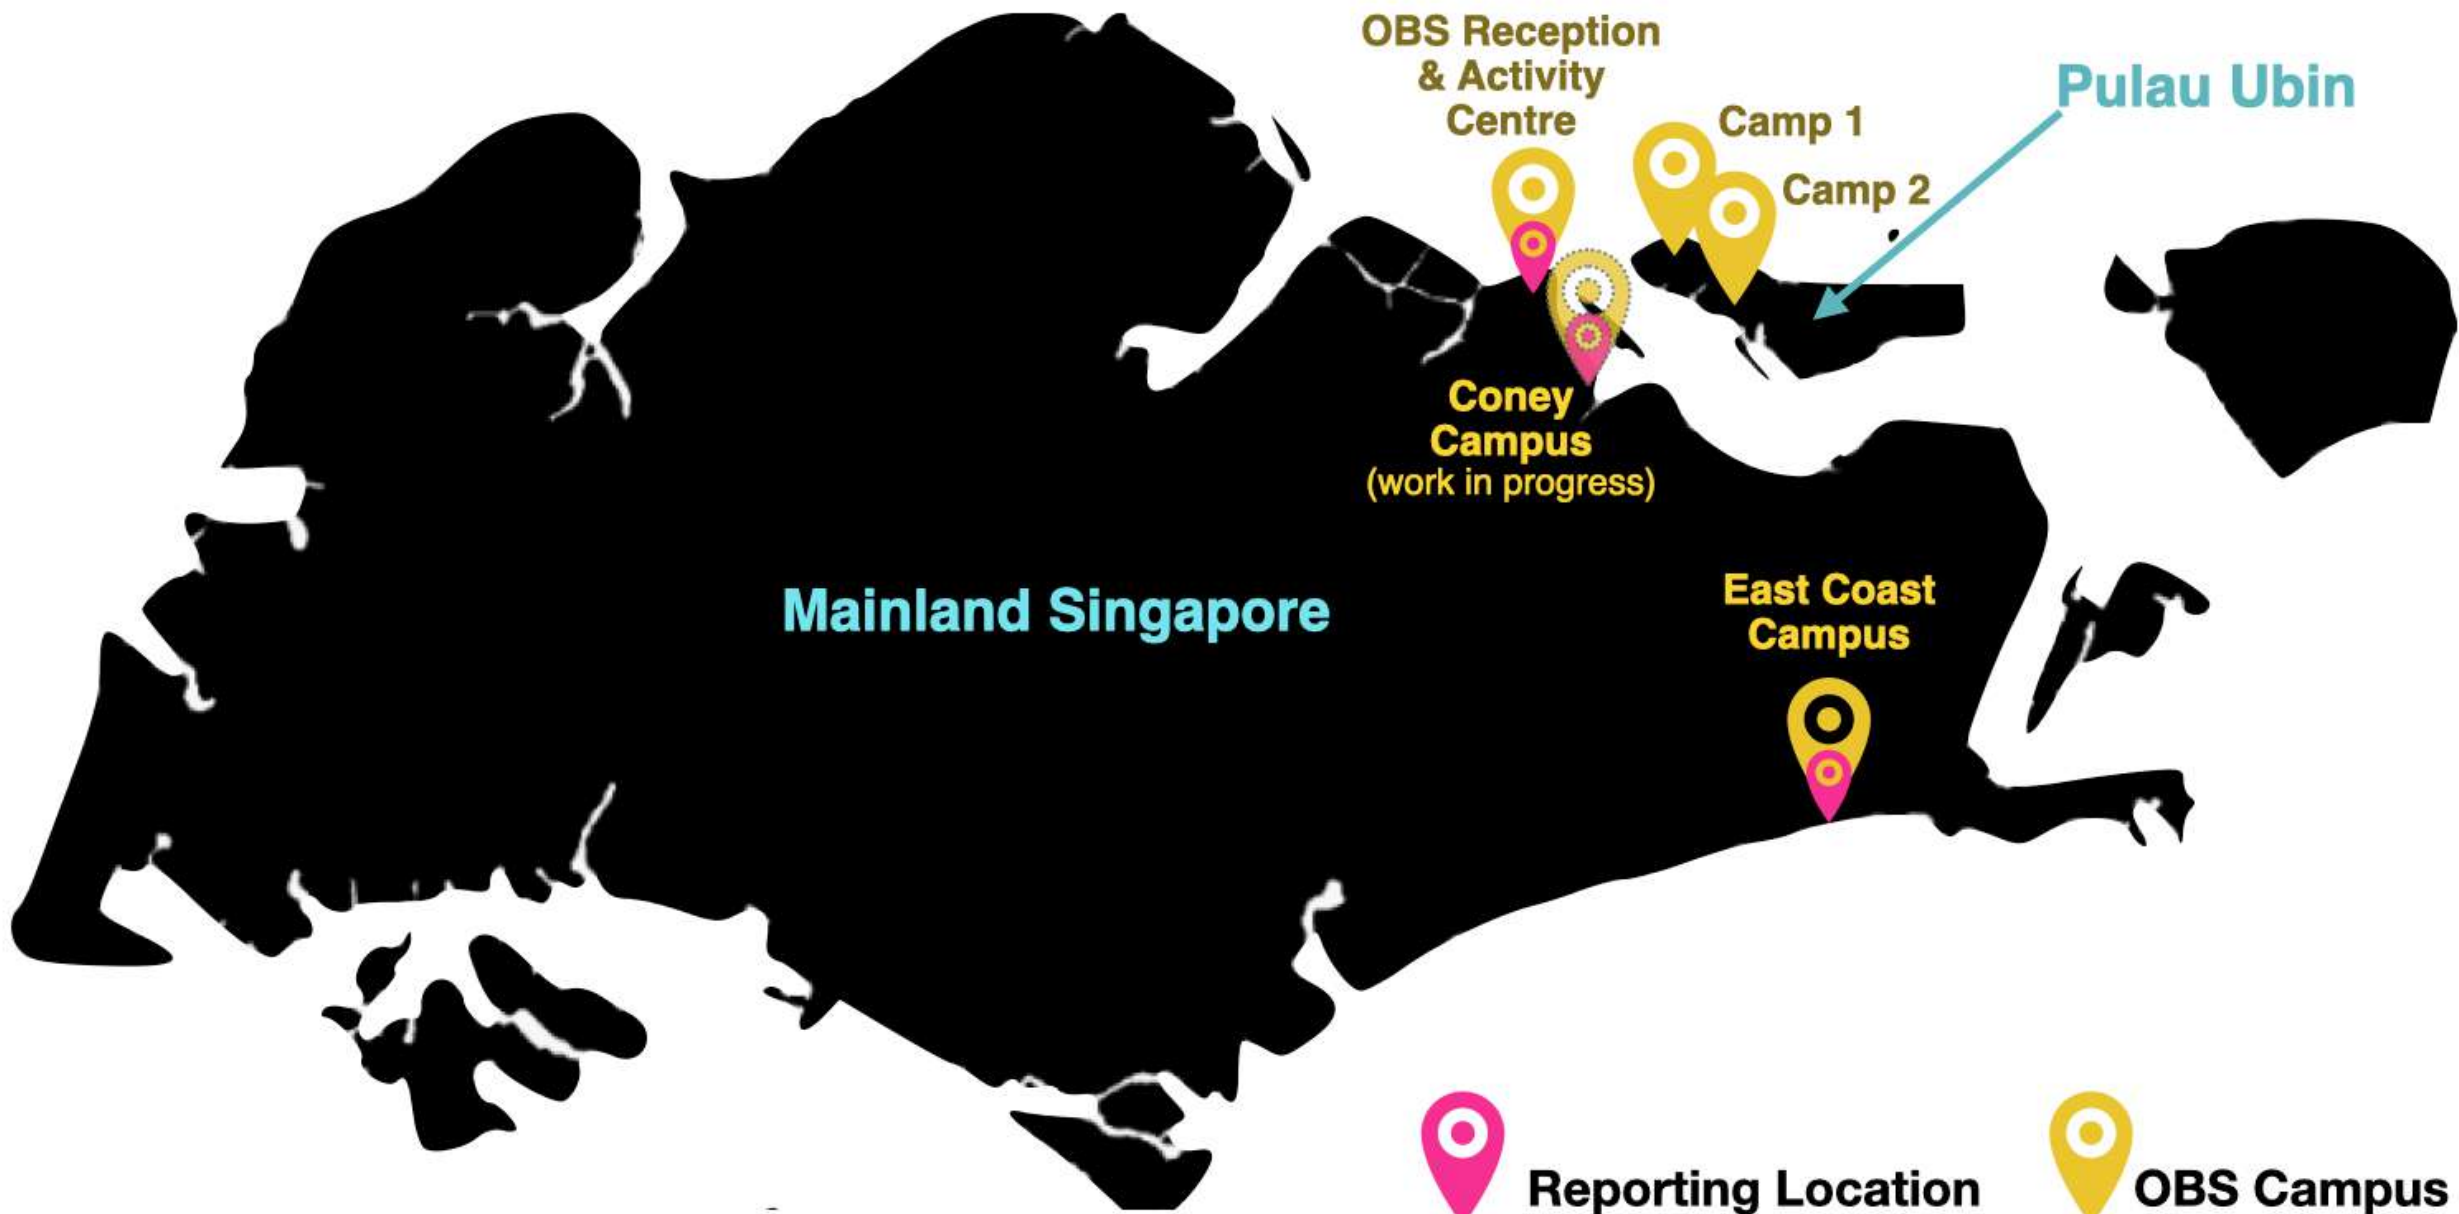 OBS Reception
& Activity
Centre
Camp 1
Camp 2
Pulau Ubin
Coney
Campus
(work in progress)
Mainland Singapore
East Coast
Campus
Reporting Location
OBS Campus